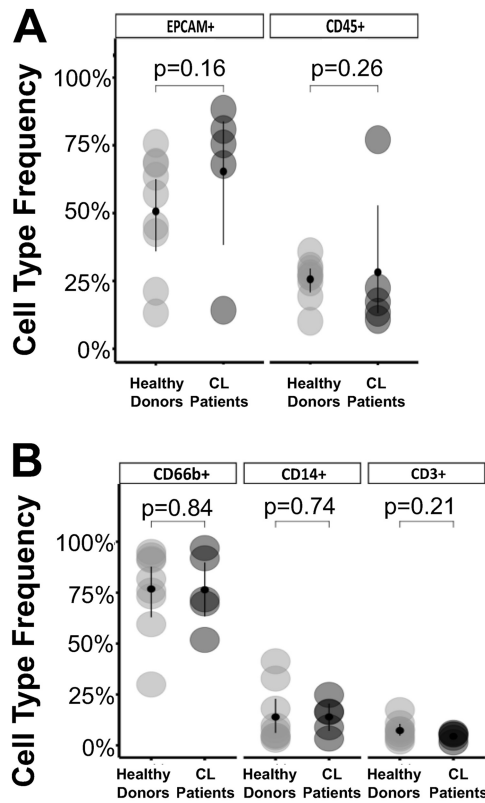 A
EPCAM+ CD45+
p=0.16 p=0.26
Cell Type Frequency
100%
75%
50%
25%
0%
Healthy Donors CL Patients Healthy Donors CL Patients
B
CD66b+ CD14+ CD3+
p=0.84 p=0.74 p=0.21
Cell Type Frequency
100%
75%
50%
25%
0%
Healthy Donors CL Patients Healthy Donors CL Patients Healthy Donors CL Patients